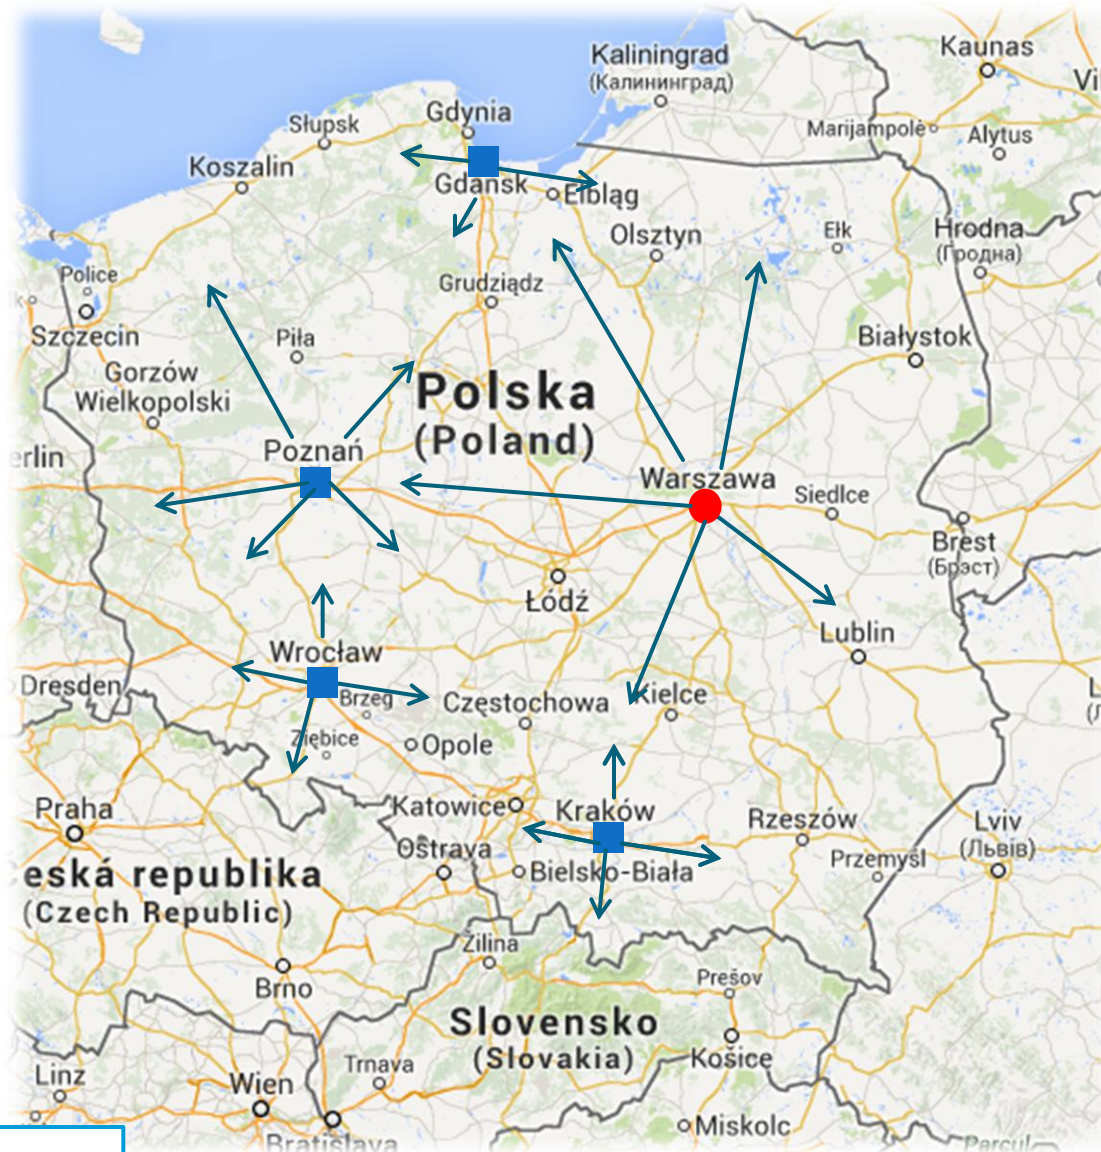 Kaliningrad
(Калининград)
Kaunas
Gdynia
Słupsk
Marijampolė
Alytus
Koszalin
Gdańsk
Elbląg
Olsztyn
Ełk
Hrodna
(Гродна)
Police
Grudziądz
Szczecin
Piła
Białystok
Gorzów
Wielkopolski
Polska
(Poland)
Poznań
Warszawa
Siedlce
Brest
(Брэст)
Łódź
Lublin
Wrocław
Dresden
Brzeg
Częstochowa
Kielce
Ziębice
Opole
Praha
Katowice
Kraków
Rzeszów
Lviv
(Львів)
Ostrava
Przemyśl
Bielsko-Biała
eská republika
(Czech Republic)
Žilina
Brno
Prešov
Slovensko
(Slovakia)
Košice
Linz
Wien
Trnava
Miskolc
Bratislava